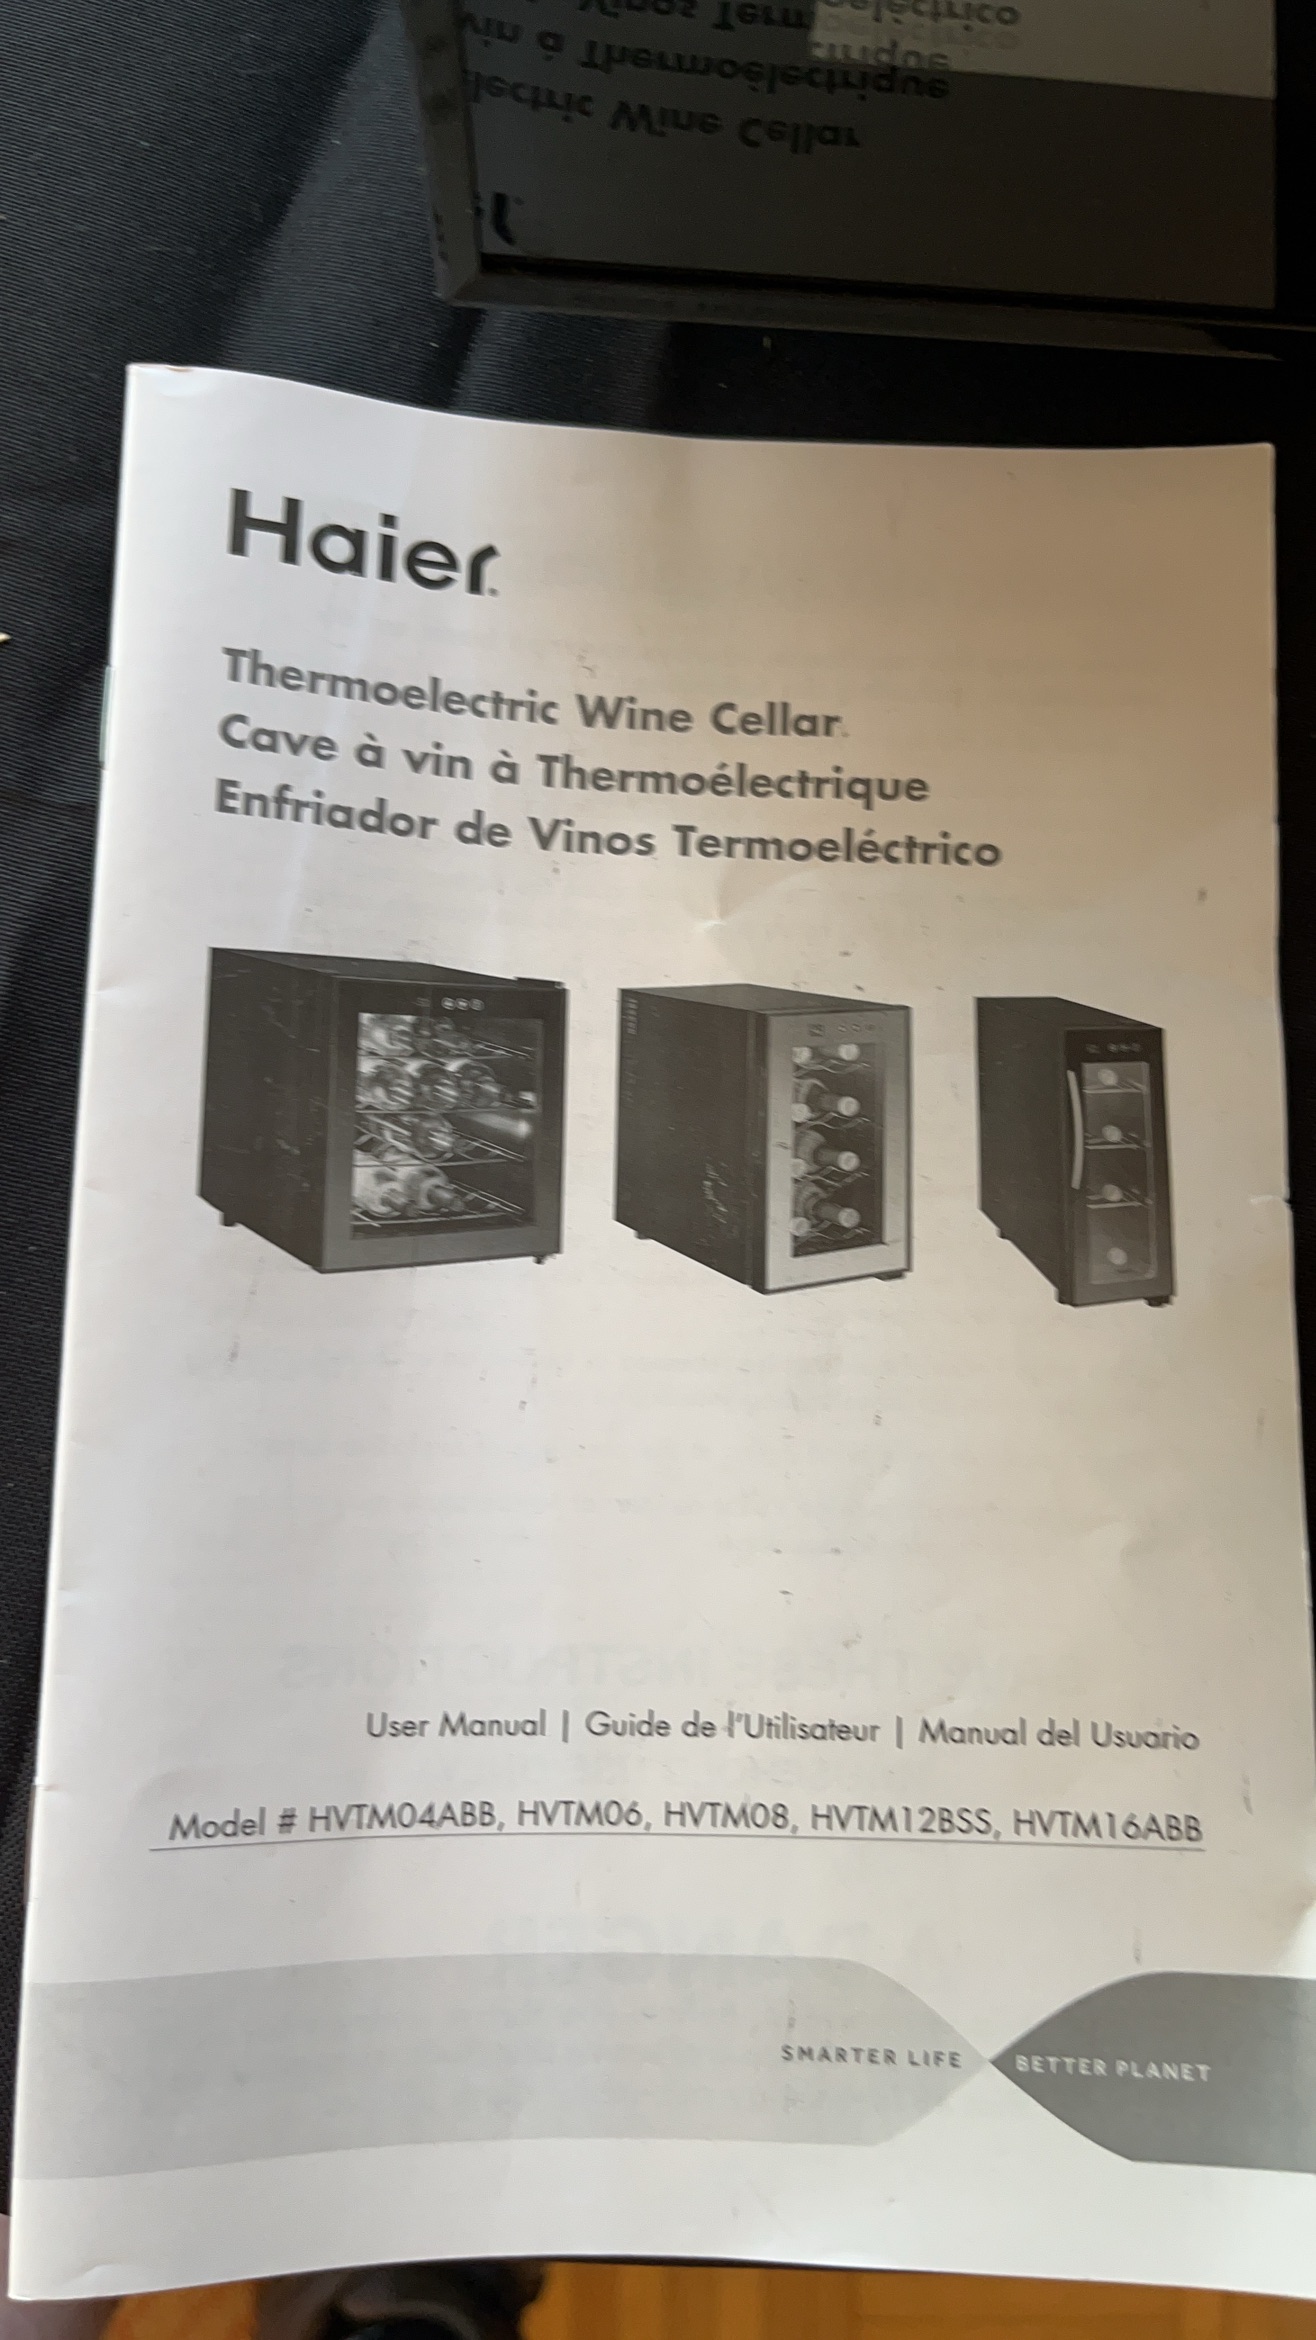 Haier
Thermoelectric Wine Cellar
Cave à vin à Thermoélectrique
Enfriador de Vinos Termoeléctrico
User Manual | Guide de l'Utilisateur | Manual del Usuario
Model # HVTM04ABB, HVTM06, HVTM08, HVTM12BSS, HVTM16ABB
SMARTER LIFE BETTER PLANET